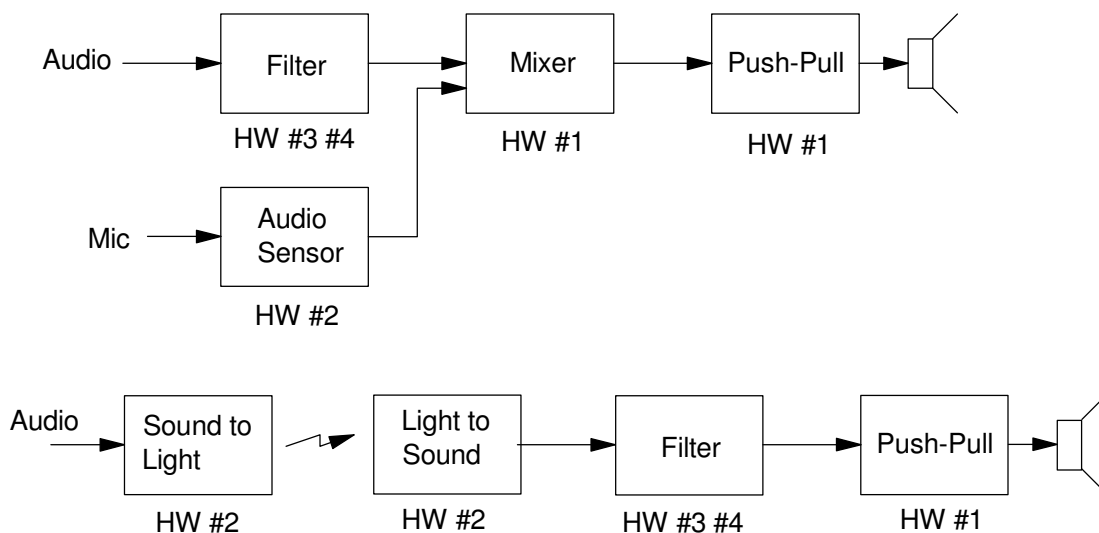 Audio
Filter
Mixer
Push-Pull
HW #3 #4
HW #1
HW #1
Mic
Audio
Sensor
HW #2
Audio
Sound to
Light
Light to
Sound
Filter
Push-Pull
HW #2
HW #2
HW #3 #4
HW #1